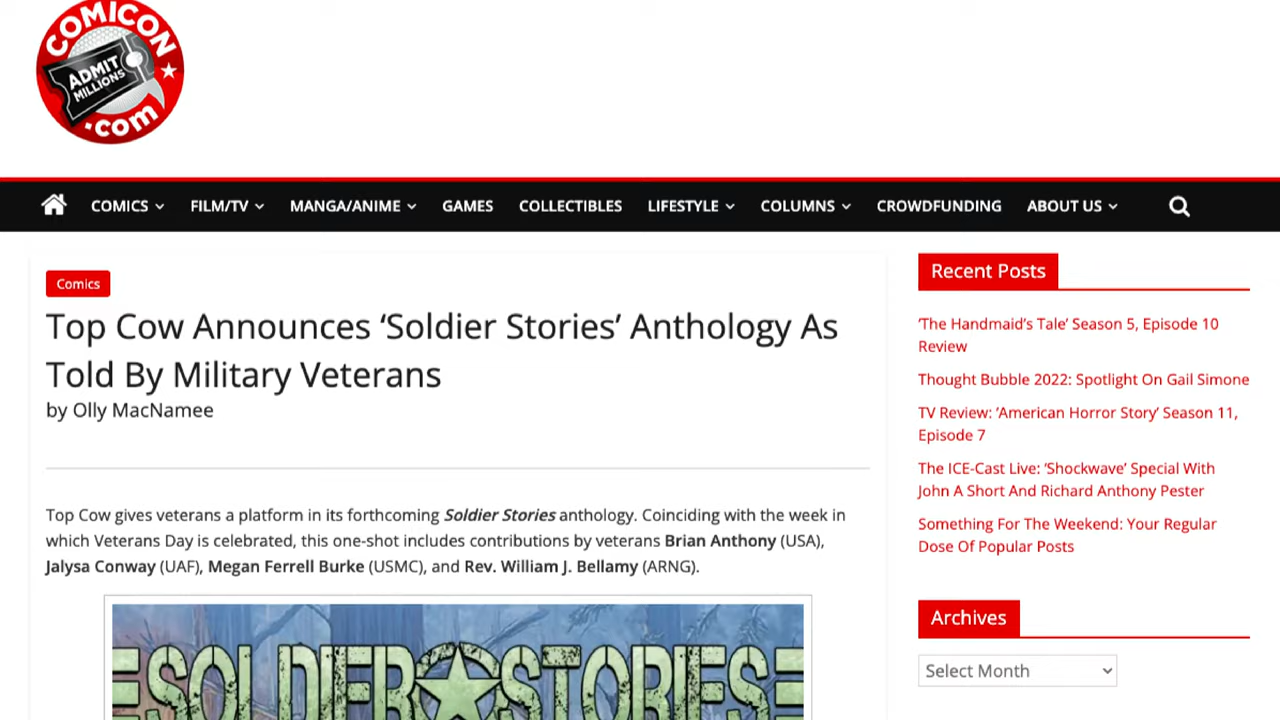 COMICON
ADMIT
MILLIONS
.com
COMICS
FILM/TV
MANGA/ANIME
GAMES
COLLECTIBLES
LIFESTYLE
COLUMNS
CROWDFUNDING
ABOUT US
Comics
Top Cow Announces ‘Soldier Stories’ Anthology As
Told By Military Veterans
by Olly MacNamee
Top Cow gives veterans a platform in its forthcoming Soldier Stories anthology. Coinciding with the week in
which Veterans Day is celebrated, this one-shot includes contributions by veterans Brian Anthony (USA),
Jalysa Conway (UAF), Megan Ferrell Burke (USMC), and Rev. William J. Bellamy (ARNG).
SOLDIER STORIES
Recent Posts
‘The Handmaid’s Tale’ Season 5, Episode 10
Review
Thought Bubble 2022: Spotlight On Gail Simone
TV Review: ‘American Horror Story’ Season 11,
Episode 7
The ICE-Cast Live: ‘Shockwave’ Special With
John A Short And Richard Anthony Pester
Something For The Weekend: Your Regular
Dose Of Popular Posts
Archives
Select Month